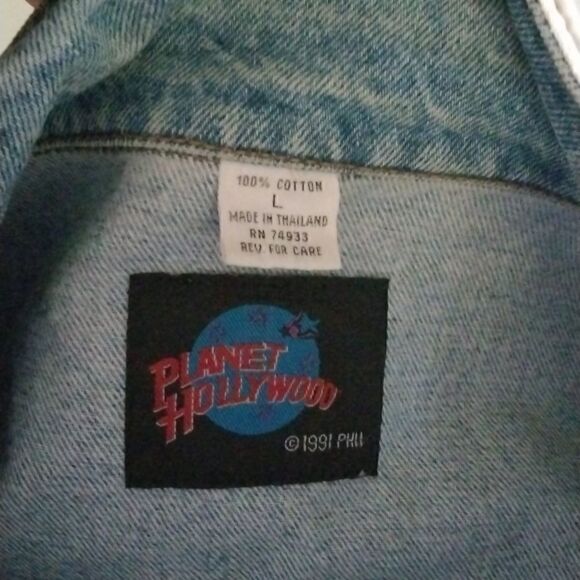 100% COTTON
L
MADE IN THAILAND
RN 74933
REV. FOR CARE
PLANET
HOLLYWOOD
©1991 PHII